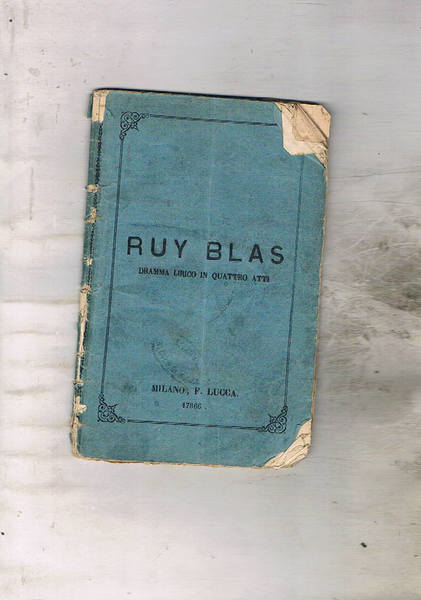 RUY BLAS
DRAMMA LIRICO IN QUATTRO ATTI
MILANO, F. LUCCA.
17866